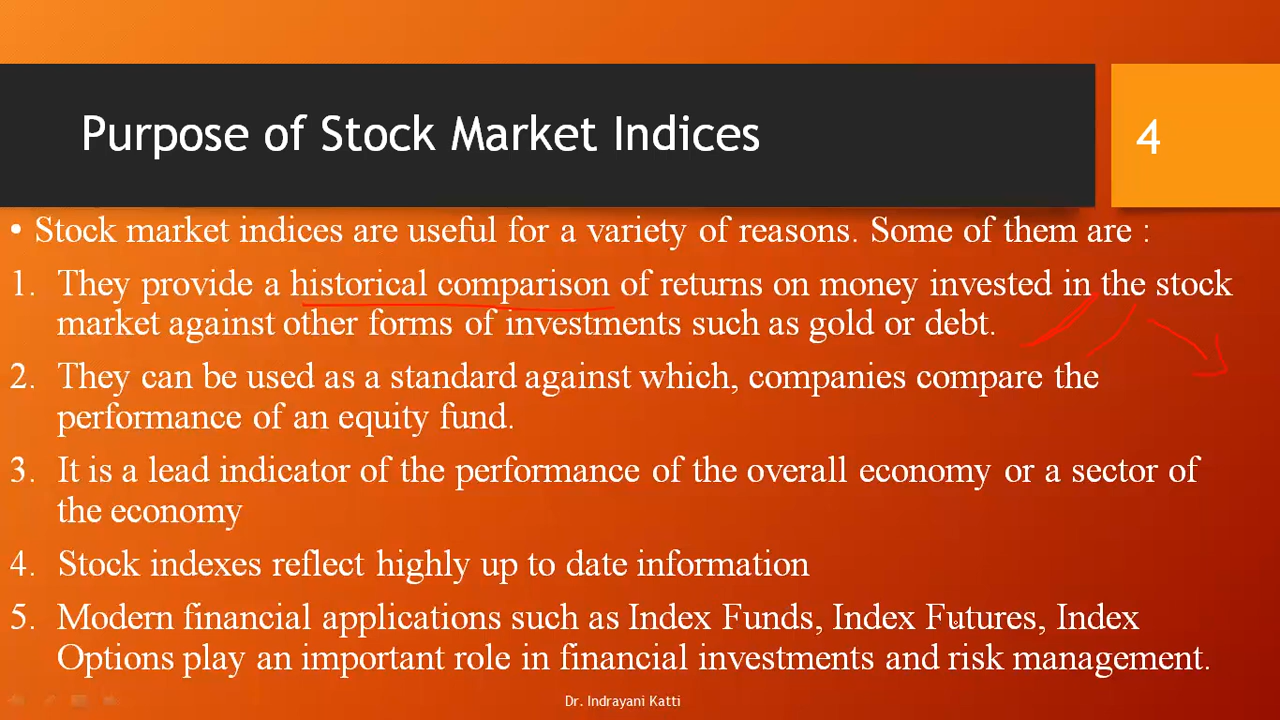 Purpose of Stock Market Indices
4
• Stock market indices are useful for a variety of reasons. Some of them are :
1. They provide a historical comparison of returns on money invested in the stock
market against other forms of investments such as gold or debt.
2. They can be used as a standard against which, companies compare the
performance of an equity fund.
3. It is a lead indicator of the performance of the overall economy or a sector of
the economy
4. Stock indexes reflect highly up to date information
5. Modern financial applications such as Index Funds, Index Futures, Index
Options play an important role in financial investments and risk management.
Dr. Indrayani Katti